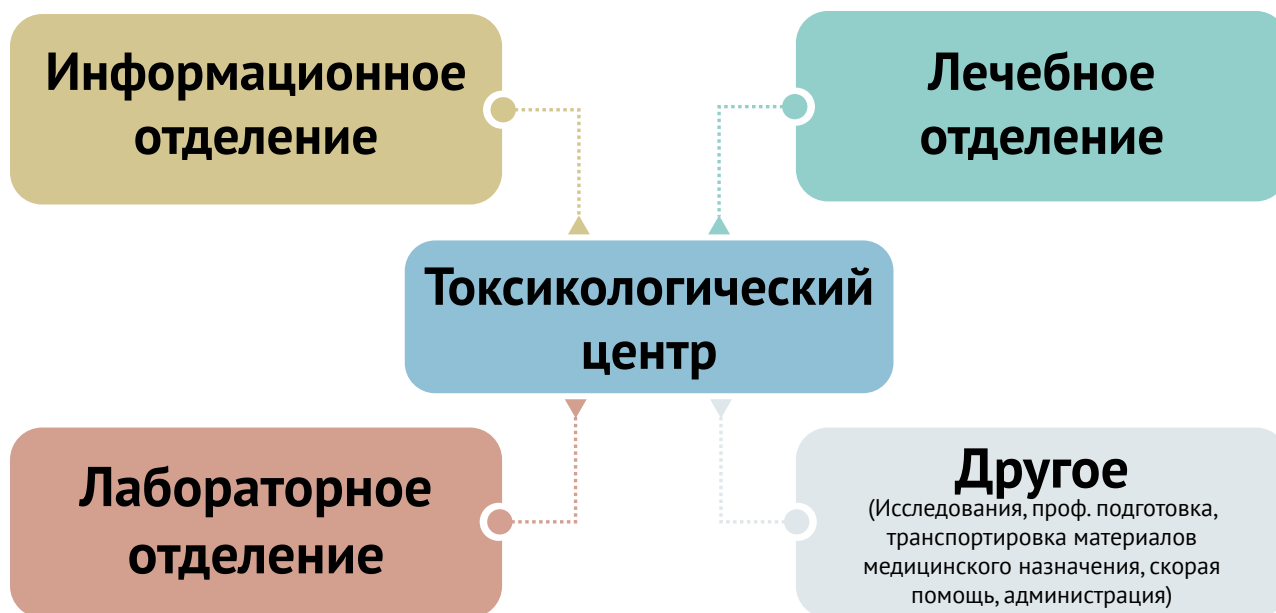 Информационное
отделение
Лечебное
отделение
Токсикологический
центр
Лабораторное
отделение
Другое
(Исследования, проф. подготовка,
транспортировка материалов
медицинского назначения, скорая
помощь, администрация)